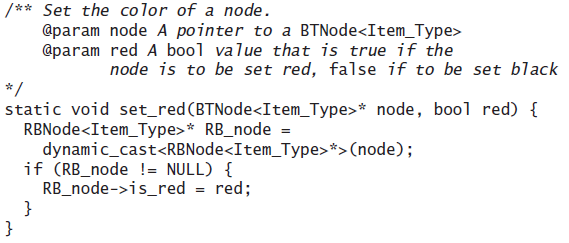 /** Set the color of a node.
    @param node A pointer to a BTNode<Item_Type>
    @param red A bool value that is true if the
           node is to be set red, false if to be set black
*/
static void set_red(BTNode<Item_Type>* node, bool red) {
  RBNode<Item_Type>* RB_node =
    dynamic_cast<RBNode<Item_Type>*>(node);
  if (RB_node != NULL) {
    RB_node->is_red = red;
  }
}